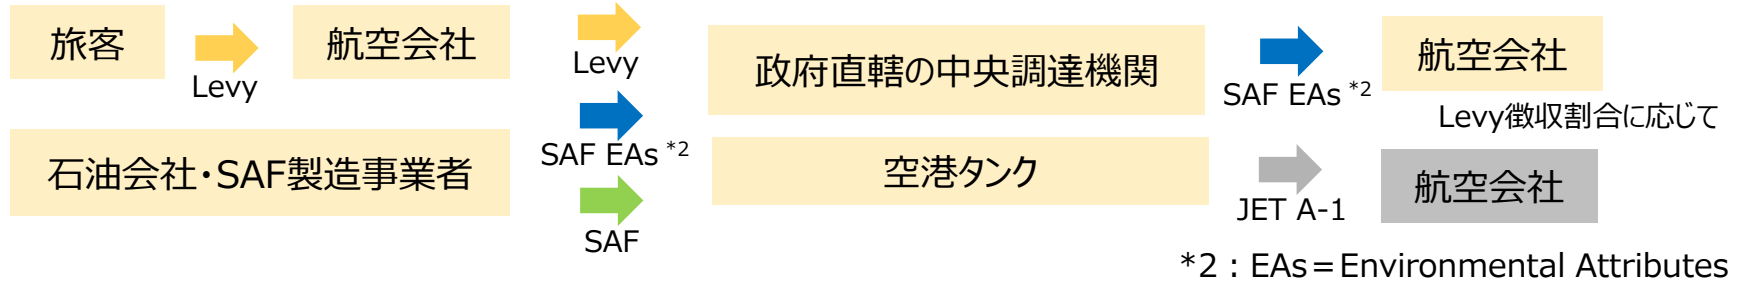 旅客
Levy
航空会社
Levy
政府直轄の中央調達機関
SAF EAs *2
航空会社
Levy徴収割合に応じて
石油会社・SAF製造事業者
SAF EAs *2
SAF
空港タンク
JET A-1
航空会社
*2：EAs＝Environmental Attributes